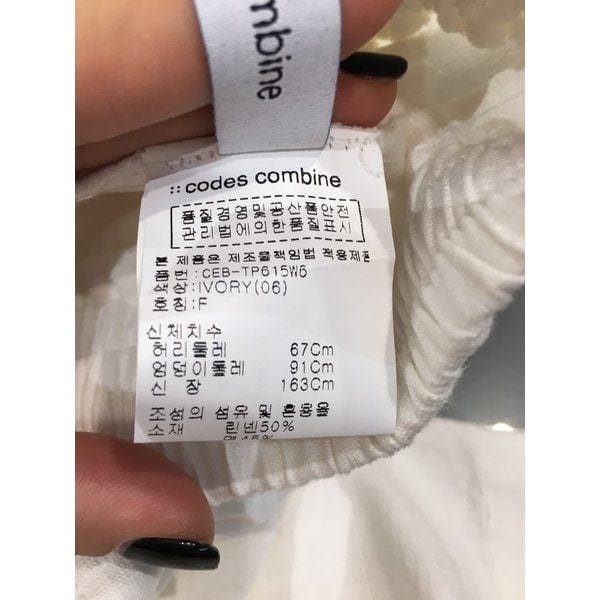 mbine
:: codes combine
품질경영및공산품안전
관리법에의한품질표시
본 제품은 제조물책임법 적용제품
품번:CEB-TP615W6
색상:IVORY(06)
호칭:F
신체치수
허리둘레 67Cm
엉덩이둘레 91Cm
신 장 163Cm
조성의 섬유 및 혼용율
소재 린넨50%
면45%